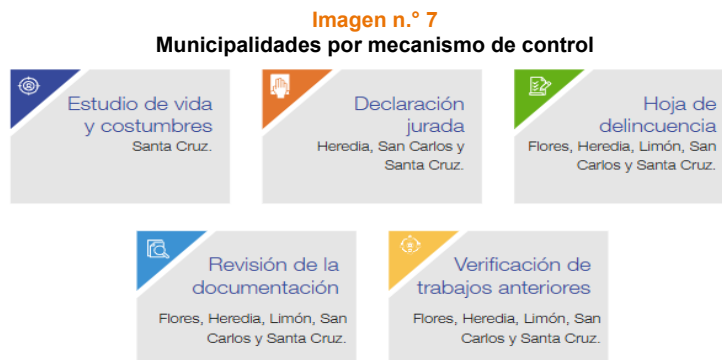 Imagen n.° 7
Municipalidades por mecanismo de control
Estudio de vida
y costumbres
Santa Cruz.
Declaración
jurada
Heredia, San Carlos y
Santa Cruz.
Hoja de
delincuencia
Flores, Heredia, Limón, San
Carlos y Santa Cruz.
Revisión de la
documentación
Flores, Heredia, Limón, San
Carlos y Santa Cruz.
Verificación de
trabajos anteriores
Flores, Heredia, Limón, San
Carlos y Santa Cruz.